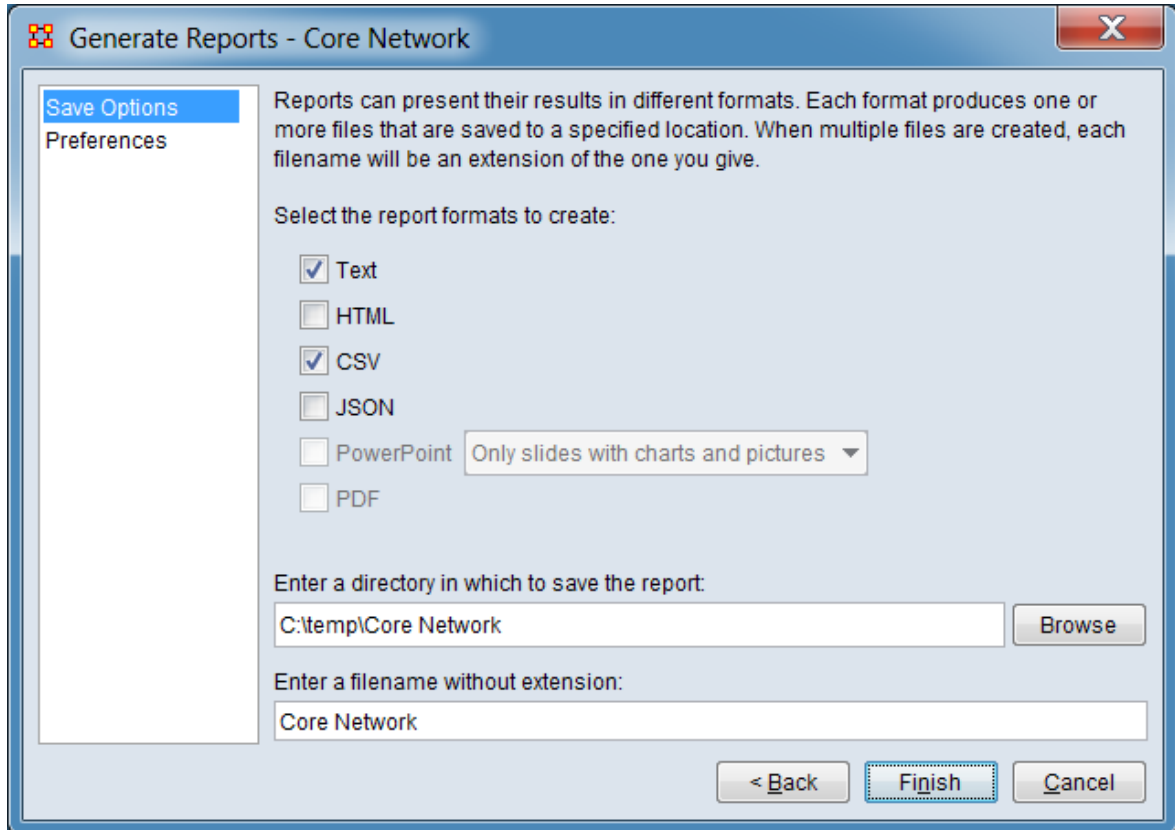 Generate Reports - Core Network
Save Options
Preferences
Reports can present their results in different formats. Each format produces one or
more files that are saved to a specified location. When multiple files are created, each
filename will be an extension of the one you give.
Select the report formats to create:
Text
HTML
CSV
JSON
PowerPoint Only slides with charts and pictures
PDF
Enter a directory in which to save the report:
C:\temp\Core Network Browse
Enter a filename without extension:
Core Network
< Back Finish Cancel